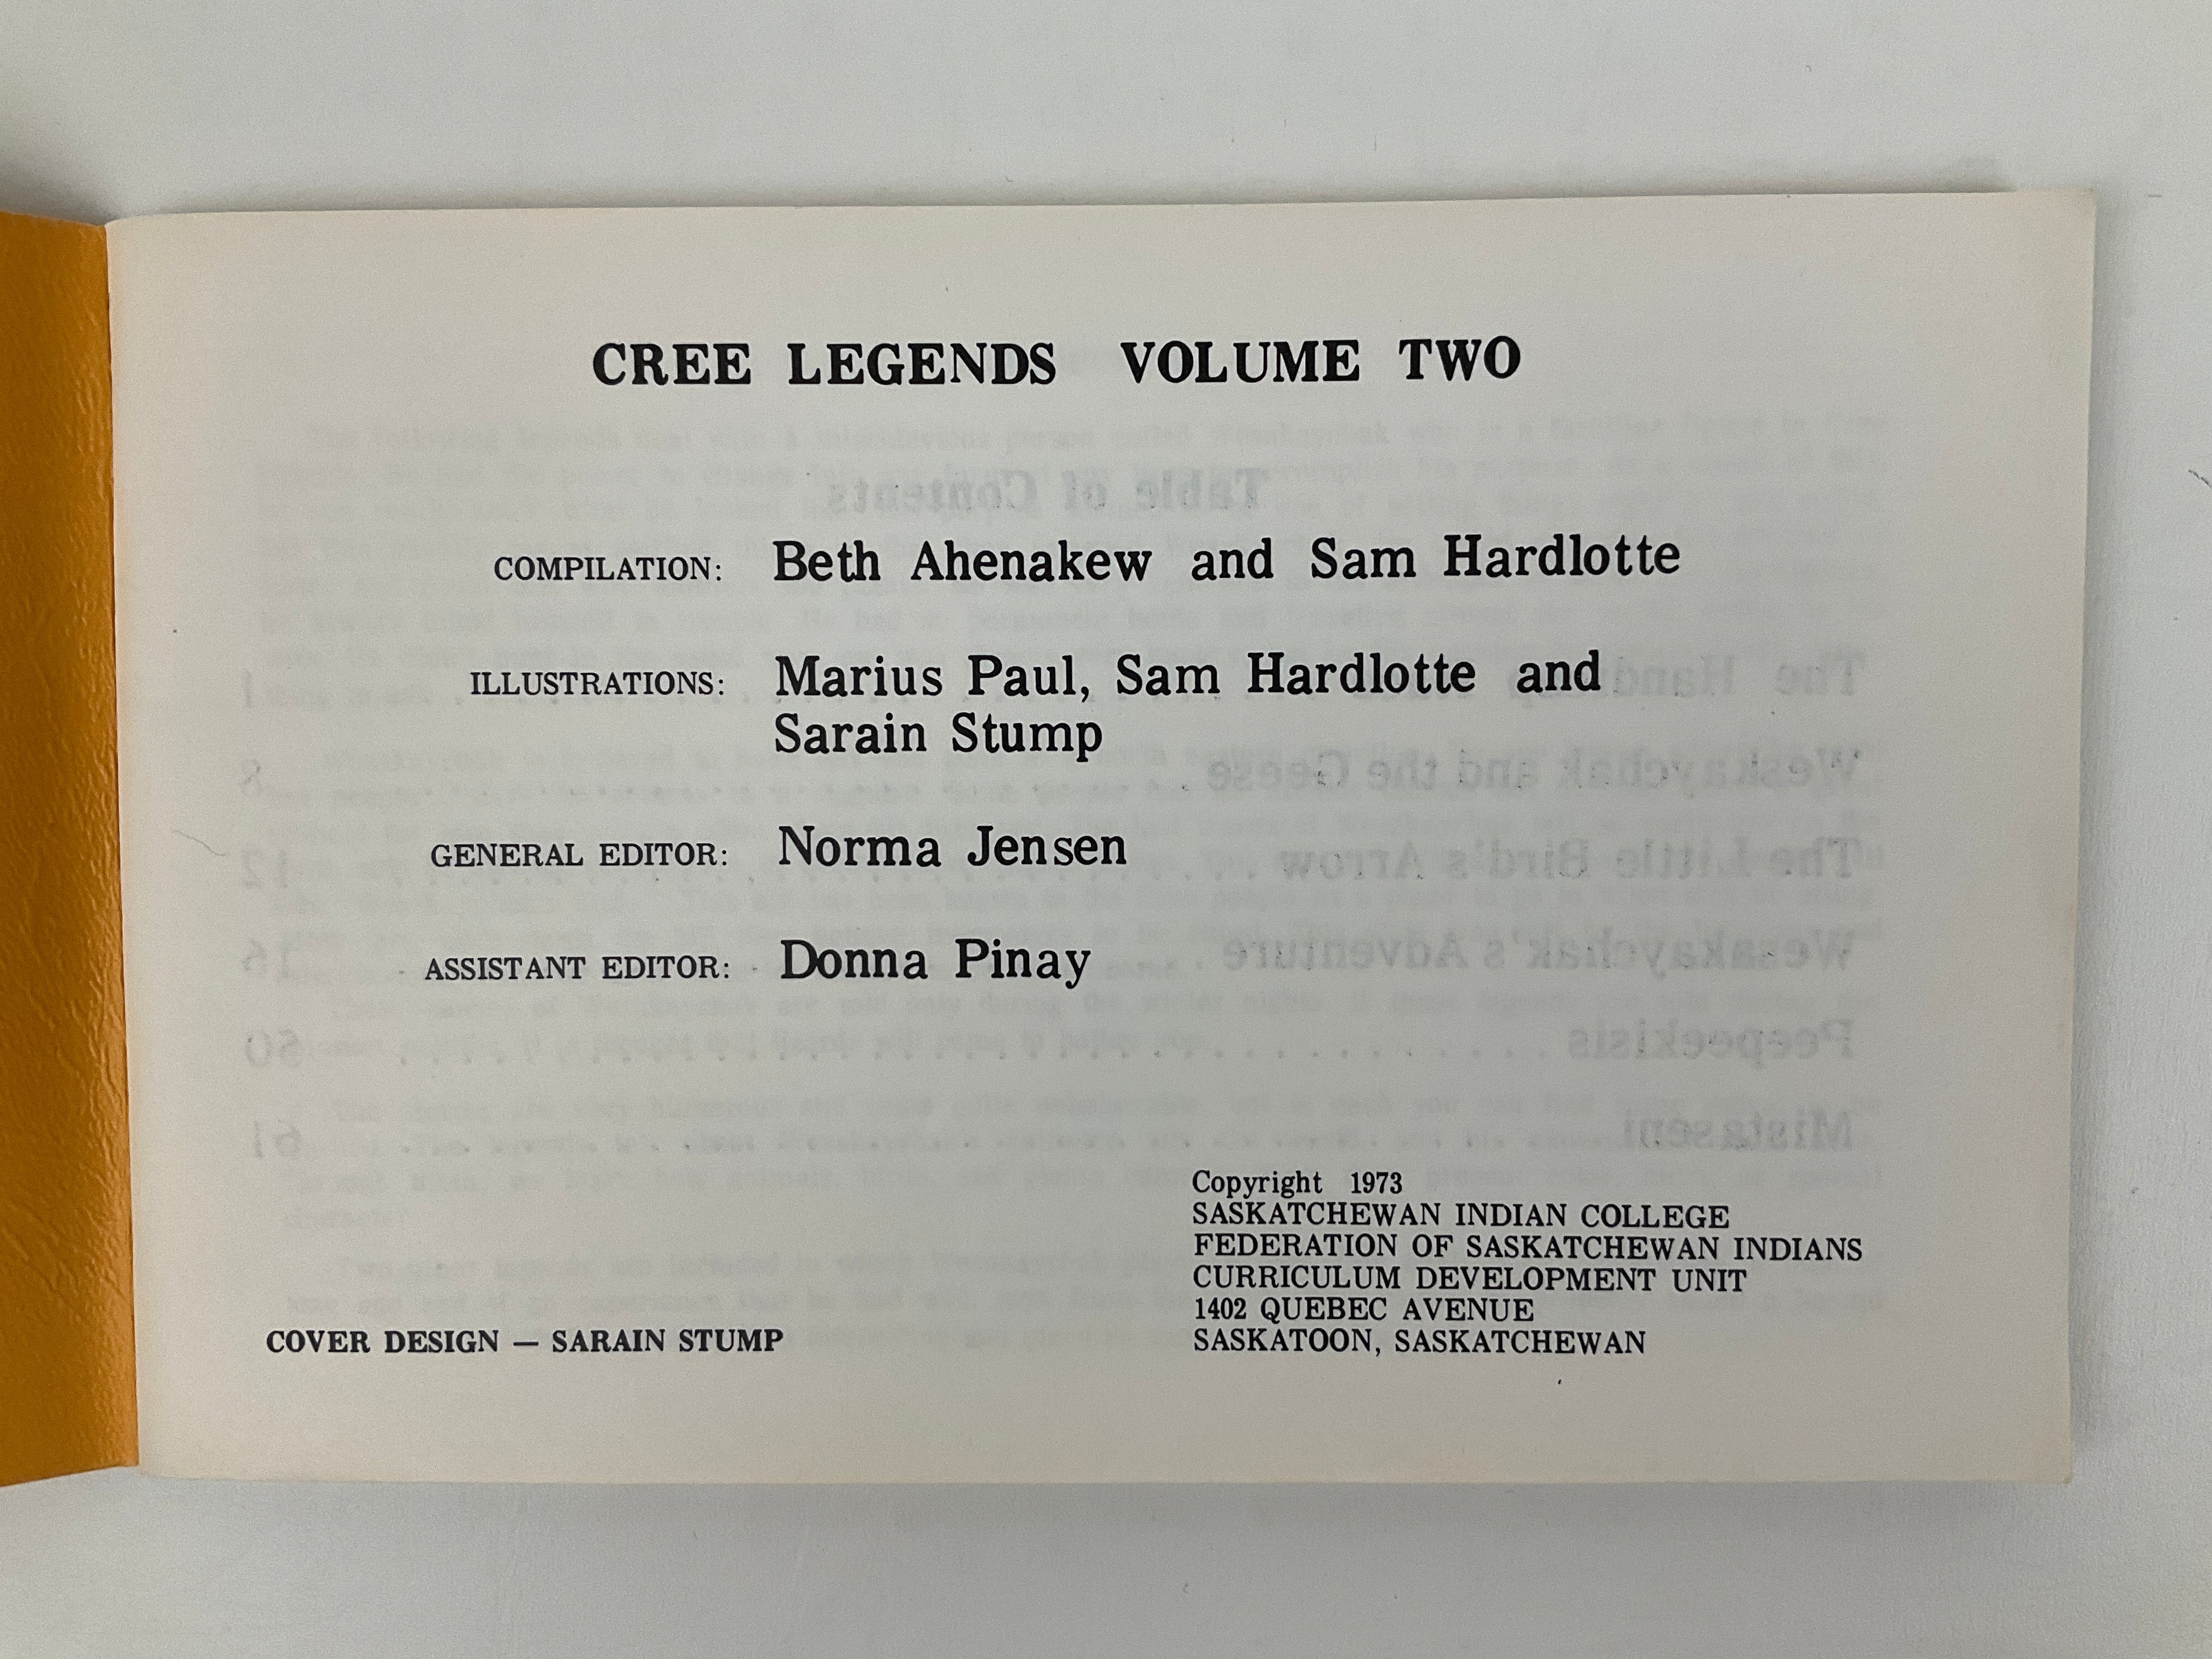 CREE LEGENDS VOLUME TWO
COMPILATION: Beth Ahenakew and Sam Hardlotte
ILLUSTRATIONS: Marius Paul, Sam Hardlotte and
Sarain Stump
GENERAL EDITOR: Norma Jensen
ASSISTANT EDITOR: Donna Pinay
COVER DESIGN — SARAIN STUMP
Copyright 1973
SASKATCHEWAN INDIAN COLLEGE
FEDERATION OF SASKATCHEWAN INDIANS
CURRICULUM DEVELOPMENT UNIT
1402 QUEBEC AVENUE
SASKATOON, SASKATCHEWAN